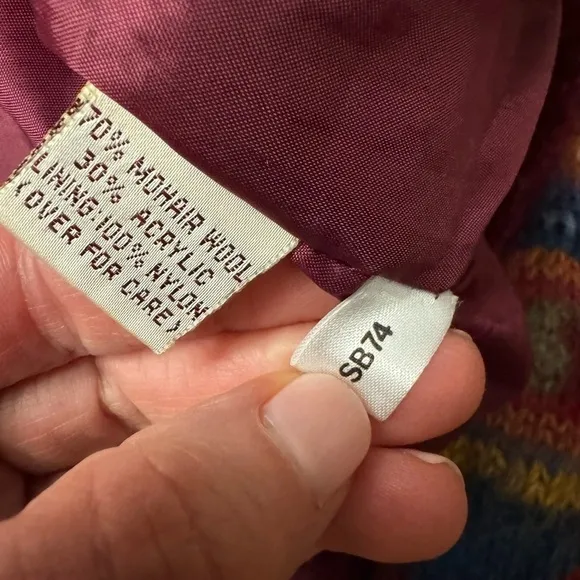 70% MOHAIR WOOL
30% ACRYLIC
LINING:100% NYLON
(OVER FOR CARE)
SB74